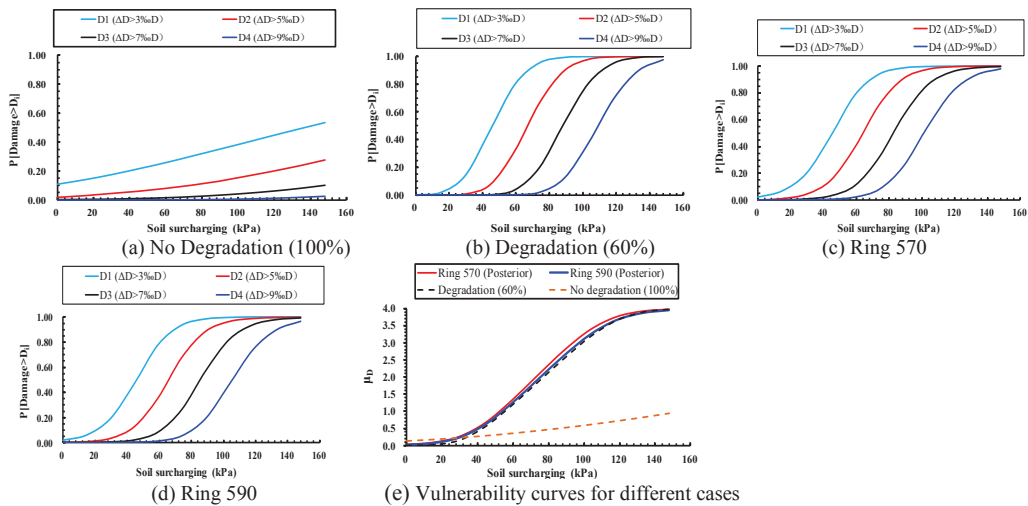 D1 (ΔD>3‰D) D2 (ΔD>5‰D)
D3 (ΔD>7‰D) D4 (ΔD>9‰D)
1.00
0.80
0.60
0.40
0.20
0.00
P[Damage>Di]
0 20 40 60 80 100 120 140 160
Soil surcharging (kPa)
(a) No Degradation (100%)
D1 (ΔD>3‰D) D2 (ΔD>5‰D)
D3 (ΔD>7‰D) D4 (ΔD>9‰D)
1.00
0.80
0.60
0.40
0.20
0.00
P[Damage>Di]
0 20 40 60 80 100 120 140 160
Soil surcharging (kPa)
(b) Degradation (60%)
D1 (ΔD>3‰D) D2 (ΔD>5‰D)
D3 (ΔD>7‰D) D4 (ΔD>9‰D)
1.00
0.80
0.60
0.40
0.20
0.00
P[Damage>Di]
0 20 40 60 80 100 120 140 160
Soil surcharging (kPa)
(c) Ring 570
D1 (ΔD>3‰D) D2 (ΔD>5‰D)
D3 (ΔD>7‰D) D4 (ΔD>9‰D)
1.00
0.80
0.60
0.40
0.20
0.00
P[Damage>Di]
0 20 40 60 80 100 120 140 160
Soil surcharging (kPa)
(d) Ring 590
Ring 570 (Posterior) Ring 590 (Posterior)
Degradation (60%) No degradation (100%)
4.0
3.5
3.0
2.5
2.0
1.5
1.0
0.5
0.0
μD
0 20 40 60 80 100 120 140 160
Soil surcharging (kPa)
(e) Vulnerability curves for different cases